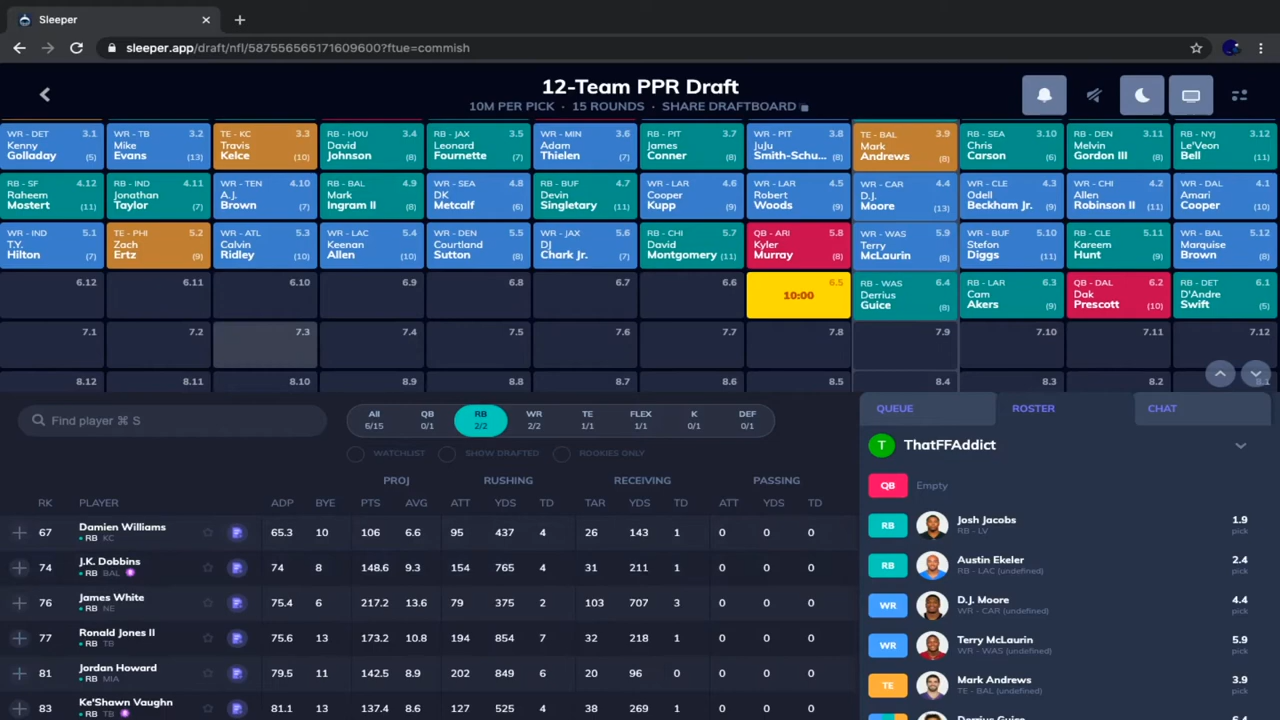 Sleeper
sleeper.app/draft/nfl/587556565171609600?ftue=commish
12-Team PPR Draft
10M PER PICK · 15 ROUNDS · SHARE DRAFTBOARD
WR - DET 3.1 WR - TB 3.2 TE - KC 3.3 RB - HOU 3.4 RB - JAX 3.5 WR - MIN 3.6 RB - PIT 3.7 WR - PIT 3.8 TE - BAL 3.9 RB - SEA 3.10 RB - DEN 3.11 RB - NYJ 3.12
Kenny Mike Travis David Leonard Adam James JuJu Mark Chris Melvin Le'Veon
Golladay (5) Evans (13) Kelce (10) Johnson (8) Fournette (7) Thielen (7) Conner (8) Smith-Schu... (8) Andrews (8) Carson (6) Gordon III (8) Bell (11)
RB - SF 4.12 RB - IND 4.11 WR - TEN 4.10 RB - BAL 4.9 WR - SEA 4.8 RB - BUF 4.7 WR - LAR 4.6 WR - LAR 4.5 WR - CAR 4.4 WR - CLE 4.3 WR - CHI 4.2 WR - DAL 4.1
Raheem Jonathan A.J. Mark DK Devin Cooper Robert D.J. Odell Allen Amari
Mostert (11) Taylor (7) Brown (7) Ingram II (8) Metcalf (6) Singletary (11) Kupp (9) Woods (9) Moore (13) Beckham Jr. (9) Robinson II (11) Cooper (10)
WR - IND 5.1 TE - PHI 5.2 WR - ATL 5.3 WR - LAC 5.4 WR - DEN 5.5 WR - JAX 5.6 RB - CHI 5.7 QB - ARI 5.8 WR - WAS 5.9 WR - BUF 5.10 RB - CLE 5.11 WR - BAL 5.12
T.Y. Zach Calvin Keenan Courtland DJ David Kyler Terry Stefon Kareem Marquise
Hilton (7) Ertz (9) Ridley (10) Allen (10) Sutton (8) Chark Jr. (7) Montgomery (11) Murray (8) McLaurin (8) Diggs (11) Hunt (9) Brown (8)
6.12 6.11 6.10 6.9 6.8 6.7 6.6 6.5 RB - WAS 6.4 RB - LAR 6.3 QB - DAL 6.2 RB - DET 6.1
10:00 Derrius Cam Dak D'Andre
Guice (8) Akers (9) Prescott (10) Swift (5)
7.1 7.2 7.3 7.4 7.5 7.6 7.7 7.8 7.9 7.10 7.11 7.12
8.12 8.11 8.10 8.9 8.8 8.7 8.6 8.5 8.4 8.3 8.2 8.1
Find player ⌘ S
All QB RB WR TE FLEX K DEF
6/15 0/1 2/2 2/2 1/1 1/1 0/1 0/1
WATCHLIST SHOW DRAFTED ROOKIES ONLY
PROJ RUSHING RECEIVING PASSING
RK PLAYER ADP BYE PTS AVG ATT YDS TD TAR YDS TD ATT YDS TD
67 Damien Williams 65.3 10 106 6.6 95 437 4 26 143 1 0 0 0
RB KC
74 J.K. Dobbins 74 8 148.6 9.3 154 765 4 31 211 1 0 0 0
RB BAL
76 James White 75.4 6 217.2 13.6 79 375 2 103 707 3 0 0 0
RB NE
77 Ronald Jones II 75.6 13 173.2 10.8 194 854 7 32 218 1 0 0 0
RB TB
81 Jordan Howard 79.5 11 142.5 8.9 202 849 6 20 96 0 0 0 0
RB MIA
83 Ke'Shawn Vaughn 81.1 13 137.4 8.6 127 525 4 38 269 1 0 0 0
RB TB
QUEUE ROSTER CHAT
T ThatFFAddict
QB Empty
RB Josh Jacobs 1.9
RB - LV pick
RB Austin Ekeler 2.4
RB - LAC (undefined) pick
WR D.J. Moore 4.4
WR - CAR (undefined) pick
WR Terry McLaurin 5.9
WR - WAS (undefined) pick
TE Mark Andrews 3.9
TE - BAL (undefined) pick
Derrius Guice 6.4